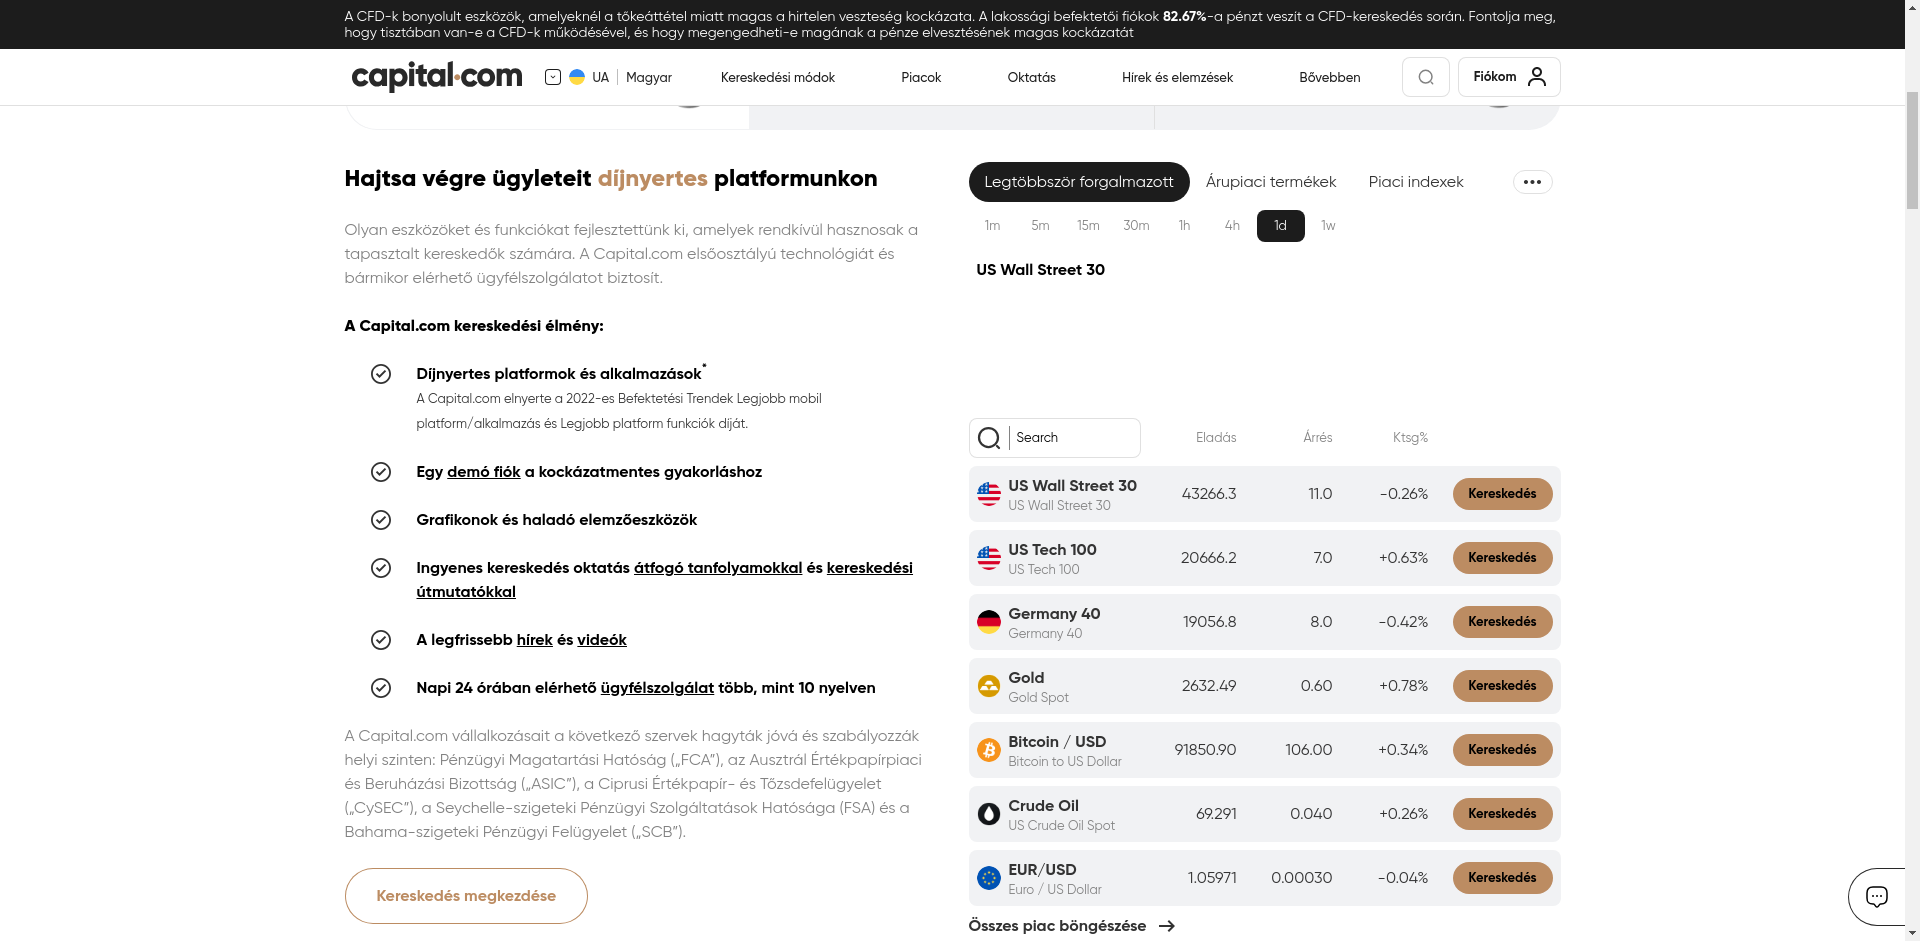 A CFD-k bonyolult eszközök, amelyeknél a tőkeáttétel miatt magas a hirtelen veszteség kockázata. A lakossági befektetői fiókok 82.67%-a pénzt veszít a CFD-kereskedés során. Fontolja meg,
hogy tisztában van-e a CFD-k működésével, és hogy megengedheti-e magának a pénze elvesztésének magas kockázatát
capital.com
UA | Magyar
Kereskedési módok
Piacok
Oktatás
Hírek és elemzések
Bővebben
Fiókom
Hajtsa végre ügyleteit díjnyertes platformunkon
Olyan eszközöket és funkciókat fejlesztettünk ki, amelyek rendkívül hasznosak a
tapasztalt kereskedők számára. A Capital.com elsőosztályú technológiát és
bármikor elérhető ügyfélszolgálatot biztosít.
A Capital.com kereskedési élmény:
Díjnyertes platformok és alkalmazások*
A Capital.com elnyerte a 2022-es Befektetési Trendek Legjobb mobil
platform/alkalmazás és Legjobb platform funkciók díját.
Egy demó fiók a kockázatmentes gyakorláshoz
Grafikonok és haladó elemzőeszközök
Ingyenes kereskedés oktatás átfogó tanfolyamokkal és kereskedési
útmutatókkal
A legfrissebb hírek és videók
Napi 24 órában elérhető ügyfélszolgálat több, mint 10 nyelven
A Capital.com vállalkozásait a következő szervek hagyták jóvá és szabályozzák
helyi szinten: Pénzügyi Magatartási Hatóság („FCA”), az Ausztrál Értékpapírpiaci
és Beruházási Bizottság („ASIC”), a Ciprusi Értékpapír- és Tőzsdefelügyelet
(„CySEC”), a Seychelle-szigeteki Pénzügyi Szolgáltatások Hatósága (FSA) és a
Bahama-szigeteki Pénzügyi Felügyelet („SCB”).
Kereskedés megkezdése
Legtöbbször forgalmazott
Árupiaci termékek
Piaci indexek
1m 5m 15m 30m 1h 4h 1d 1w
US Wall Street 30
Search
Eladás Árrés Ktsg%
US Wall Street 30 43266.3 11.0 -0.26% Kereskedés
US Wall Street 30
US Tech 100 20666.2 7.0 +0.63% Kereskedés
US Tech 100
Germany 40 19056.8 8.0 -0.42% Kereskedés
Germany 40
Gold 2632.49 0.60 +0.78% Kereskedés
Gold Spot
Bitcoin / USD 91850.90 106.00 +0.34% Kereskedés
Bitcoin to US Dollar
Crude Oil 69.291 0.040 +0.26% Kereskedés
US Crude Oil Spot
EUR/USD 1.05971 0.00030 -0.04% Kereskedés
Euro / US Dollar
Összes piac böngészése